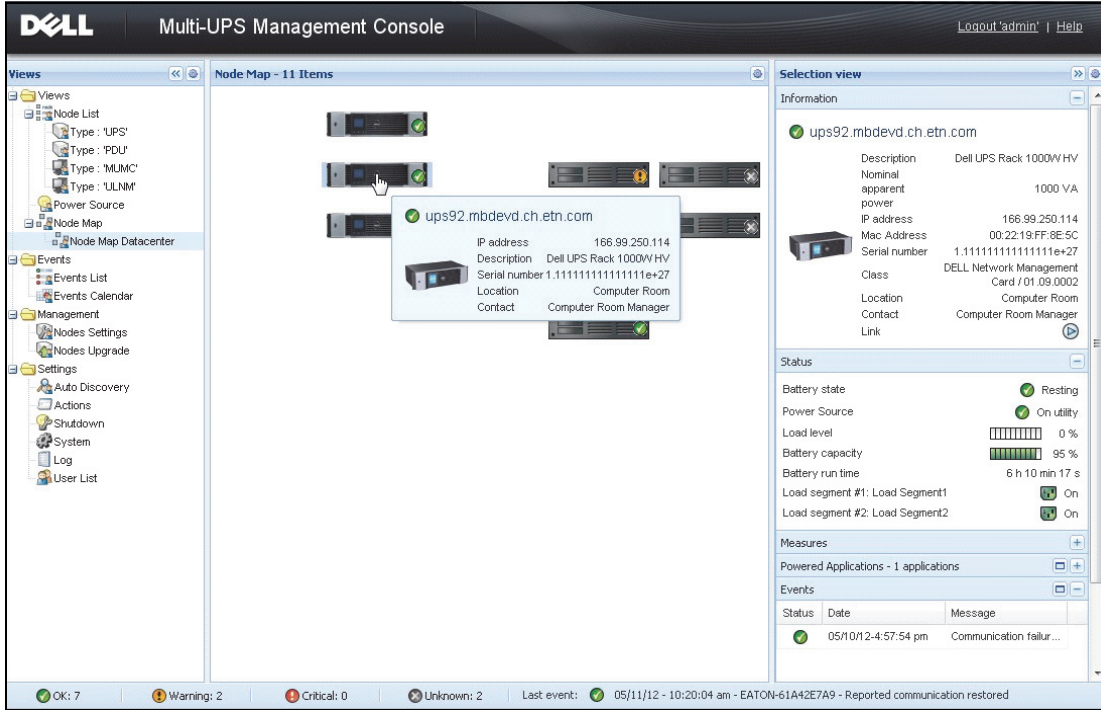 DELL
Multi-UPS Management Console
Logout 'admin' | Help
Views
Views
Node List
Type : 'UPS'
Type : 'PDU'
Type : 'MUMC'
Type : 'ULNM'
Power Source
Node Map
Node Map Datacenter
Events
Events List
Events Calendar
Management
Nodes Settings
Nodes Upgrade
Settings
Auto Discovery
Actions
Shutdown
System
Log
User List
Node Map - 11 Items
ups92.mbdevd.ch.etn.com
IP address 166.99.250.114
Description Dell UPS Rack 1000W HV
Serial number 1.111111111111111e+27
Location Computer Room
Contact Computer Room Manager
Selection view
Information
ups92.mbdevd.ch.etn.com
Description Dell UPS Rack 1000W HV
Nominal
apparent 1000 VA
power
IP address 166.99.250.114
Mac Address 00:22:19:FF:8E:5C
Serial number 1.111111111111111e+27
Class DELL Network Management
Card / 01.09.0002
Location Computer Room
Contact Computer Room Manager
Link
Status
Battery state Resting
Power Source On utility
Load level 0 %
Battery capacity 95 %
Battery run time 6 h 10 min 17 s
Load segment #1: Load Segment1 On
Load segment #2: Load Segment2 On
Measures
Powered Applications - 1 applications
Events
Status Date Message
05/10/12-4:57:54 pm Communication failur...
OK: 7 Warning: 2 Critical: 0 Unknown: 2 Last event: 05/11/12 - 10:20:04 am - EATON-61A42E7A9 - Reported communication restored